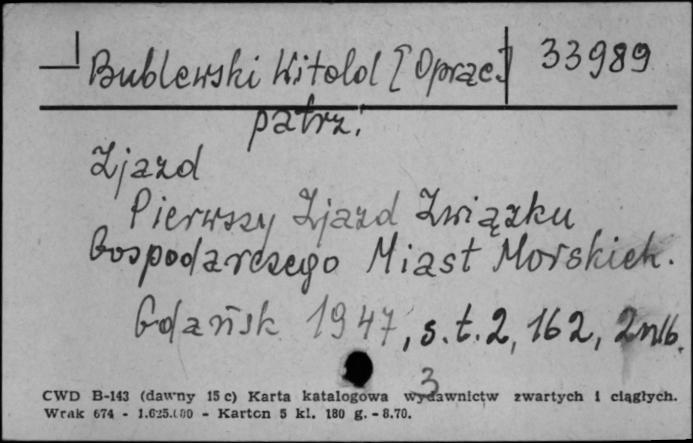 Bublewski Witold [Oprac.] 33989
patrz:
Zjazd
Pierwszy Zjazd Związku
Gospodarczego Miast Morskich.
Gdańsk 1947, s.t.2, 162, 2nlb.
3
CWD B-143 (dawny 15 c) Karta katalogowa wydawnictw zwartych i ciągłych.
Wrak 674 - 1.625.000 - Karton 5 kl. 180 g. - 8.70.